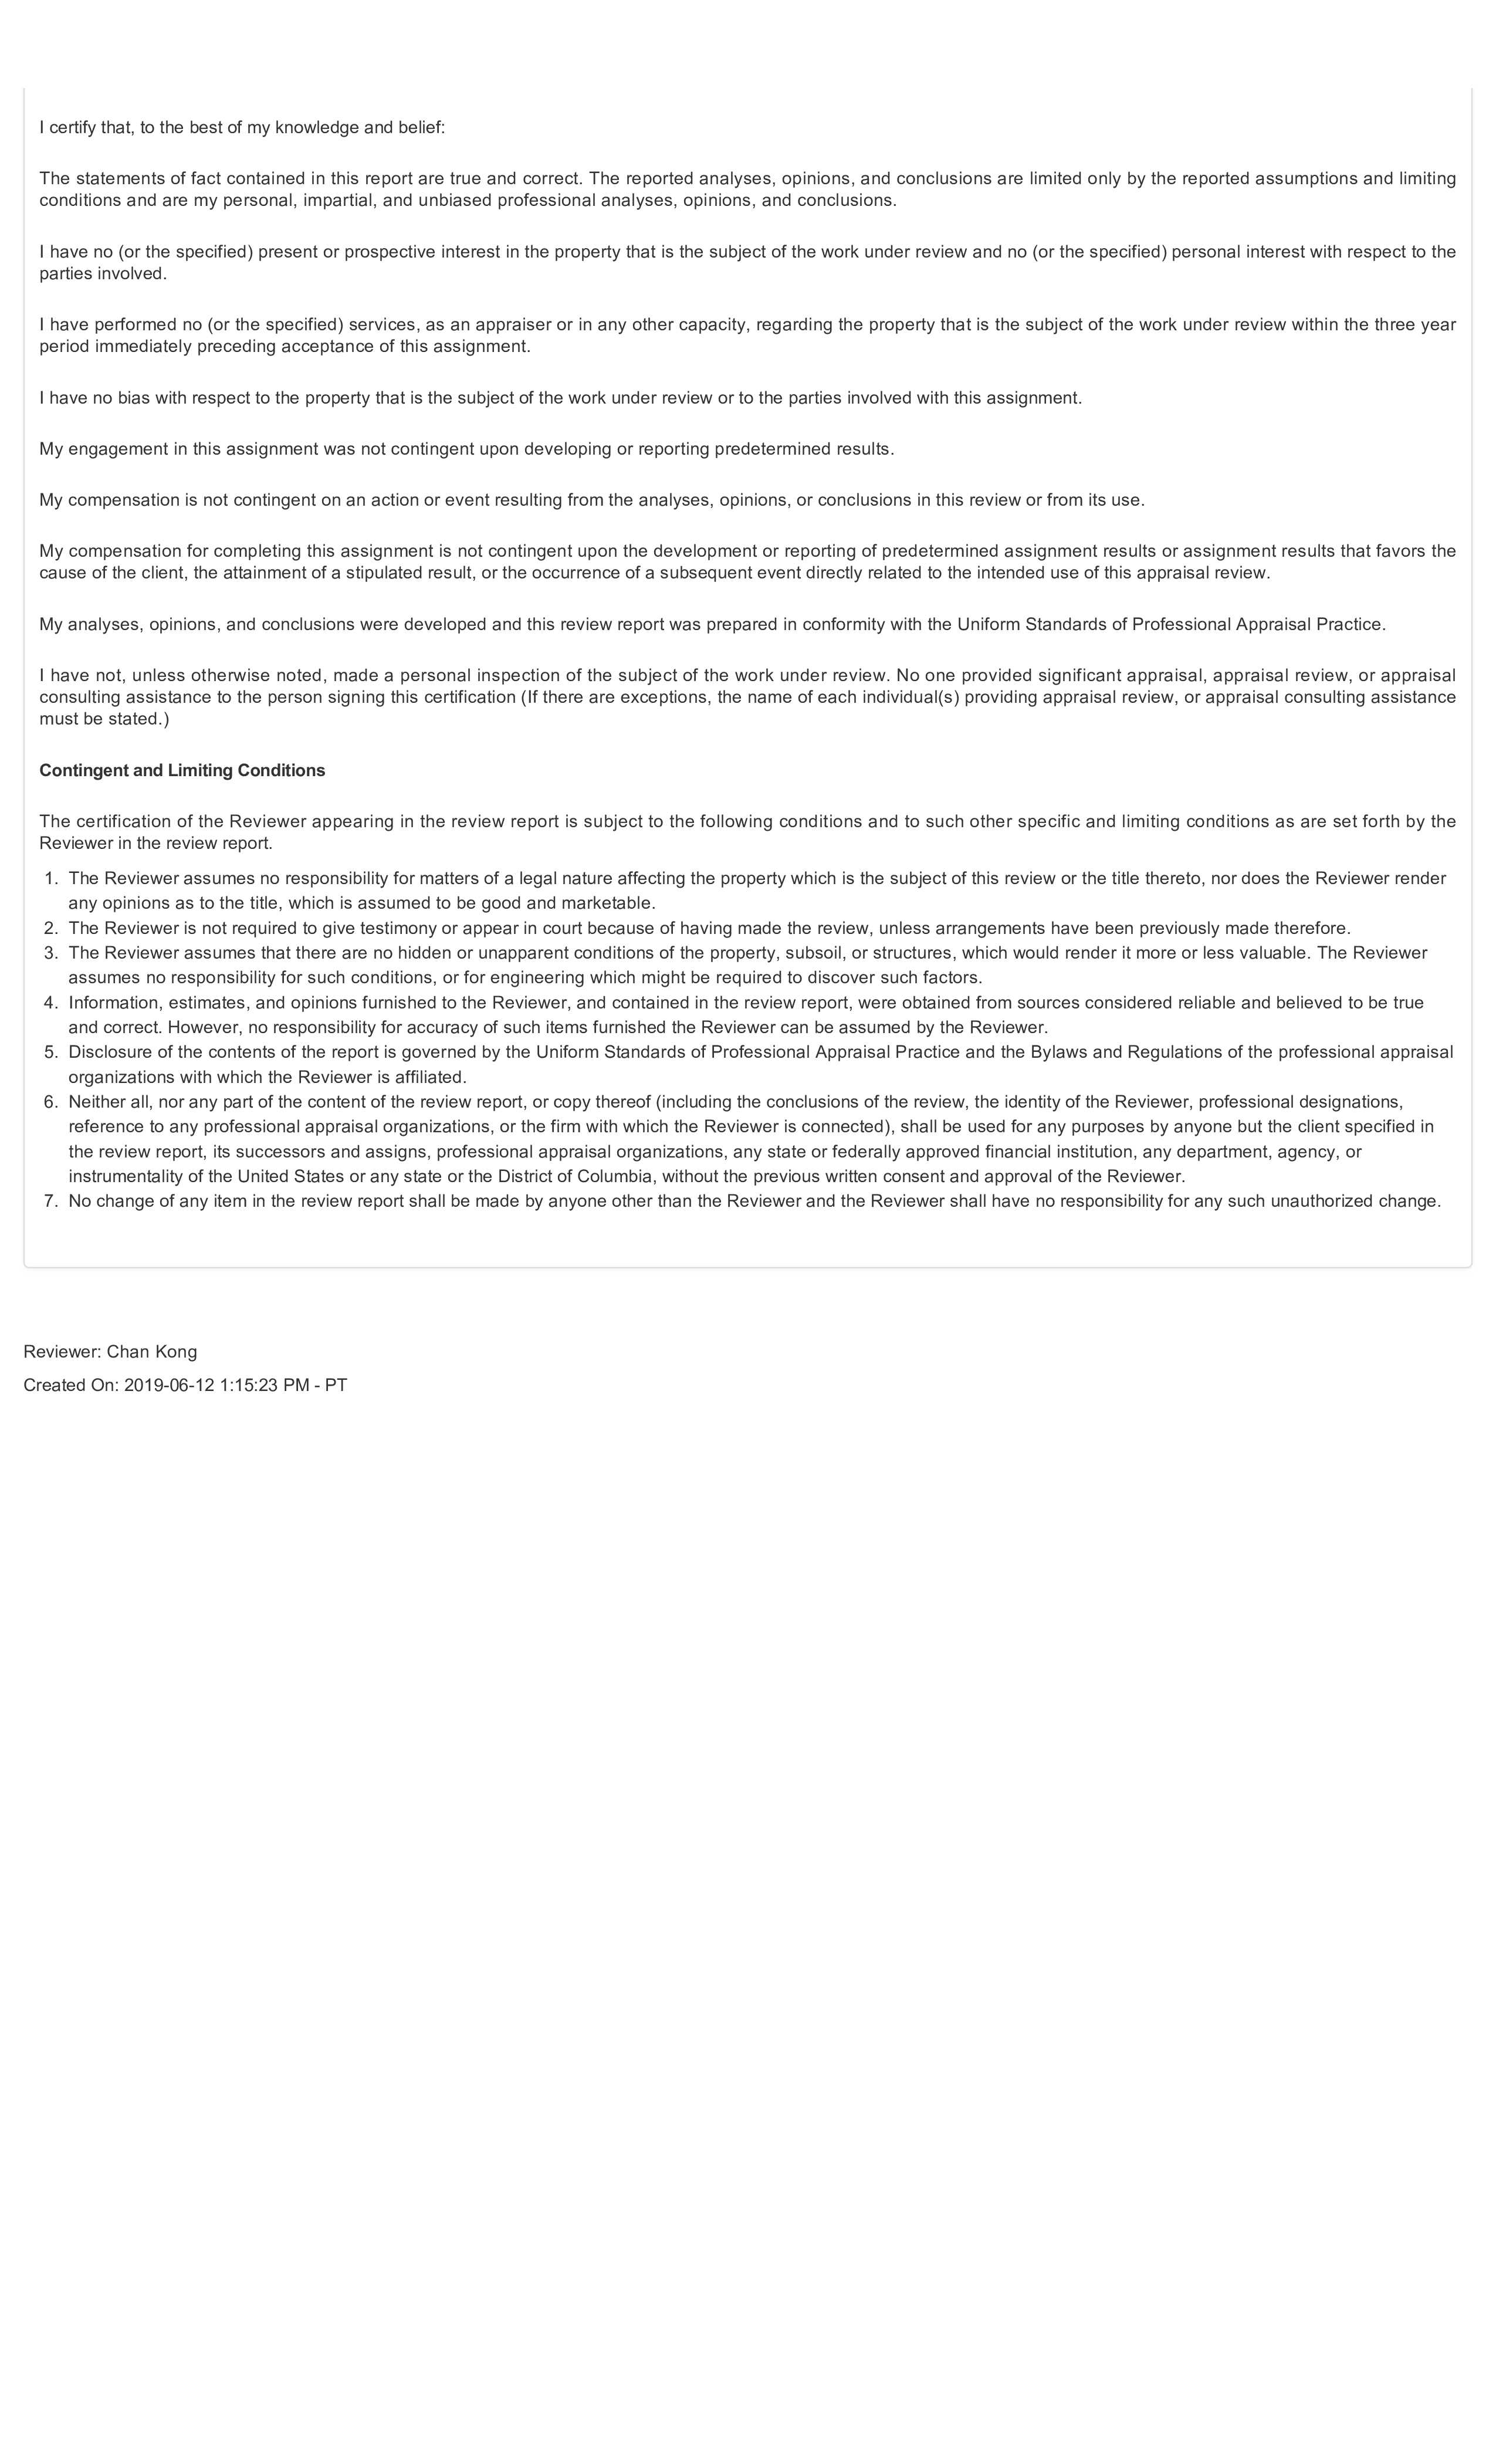 I certify that, to the best of my knowledge and belief:
The statements of fact contained in this report are true and correct. The reported analyses, opinions, and conclusions are limited only by the reported assumptions and limiting
conditions and are my personal, impartial, and unbiased professional analyses, opinions, and conclusions.
I have no (or the specified) present or prospective interest in the property that is the subject of the work under review and no (or the specified) personal interest with respect to the
parties involved.
I have performed no (or the specified) services, as an appraiser or in any other capacity, regarding the property that is the subject of the work under review within the three year
period immediately preceding acceptance of this assignment.
I have no bias with respect to the property that is the subject of the work under review or to the parties involved with this assignment.
My engagement in this assignment was not contingent upon developing or reporting predetermined results.
My compensation is not contingent on an action or event resulting from the analyses, opinions, or conclusions in this review or from its use.
My compensation for completing this assignment is not contingent upon the development or reporting of predetermined assignment results or assignment results that favors the
cause of the client, the attainment of a stipulated result, or the occurrence of a subsequent event directly related to the intended use of this appraisal review.
My analyses, opinions, and conclusions were developed and this review report was prepared in conformity with the Uniform Standards of Professional Appraisal Practice.
I have not, unless otherwise noted, made a personal inspection of the subject of the work under review. No one provided significant appraisal, appraisal review, or appraisal
consulting assistance to the person signing this certification (If there are exceptions, the name of each individual(s) providing appraisal review, or appraisal consulting assistance
must be stated.)
Contingent and Limiting Conditions
The certification of the Reviewer appearing in the review report is subject to the following conditions and to such other specific and limiting conditions as are set forth by the
Reviewer in the review report.
1. The Reviewer assumes no responsibility for matters of a legal nature affecting the property which is the subject of this review or the title thereto, nor does the Reviewer render
any opinions as to the title, which is assumed to be good and marketable.
2. The Reviewer is not required to give testimony or appear in court because of having made the review, unless arrangements have been previously made therefore.
3. The Reviewer assumes that there are no hidden or unapparent conditions of the property, subsoil, or structures, which would render it more or less valuable. The Reviewer
assumes no responsibility for such conditions, or for engineering which might be required to discover such factors.
4. Information, estimates, and opinions furnished to the Reviewer, and contained in the review report, were obtained from sources considered reliable and believed to be true
and correct. However, no responsibility for accuracy of such items furnished the Reviewer can be assumed by the Reviewer.
5. Disclosure of the contents of the report is governed by the Uniform Standards of Professional Appraisal Practice and the Bylaws and Regulations of the professional appraisal
organizations with which the Reviewer is affiliated.
6. Neither all, nor any part of the content of the review report, or copy thereof (including the conclusions of the review, the identity of the Reviewer, professional designations,
reference to any professional appraisal organizations, or the firm with which the Reviewer is connected), shall be used for any purposes by anyone but the client specified in
the review report, its successors and assigns, professional appraisal organizations, any state or federally approved financial institution, any department, agency, or
instrumentality of the United States or any state or the District of Columbia, without the previous written consent and approval of the Reviewer.
7. No change of any item in the review report shall be made by anyone other than the Reviewer and the Reviewer shall have no responsibility for any such unauthorized change.
Reviewer: Chan Kong
Created On: 2019-06-12 1:15:23 PM - PT